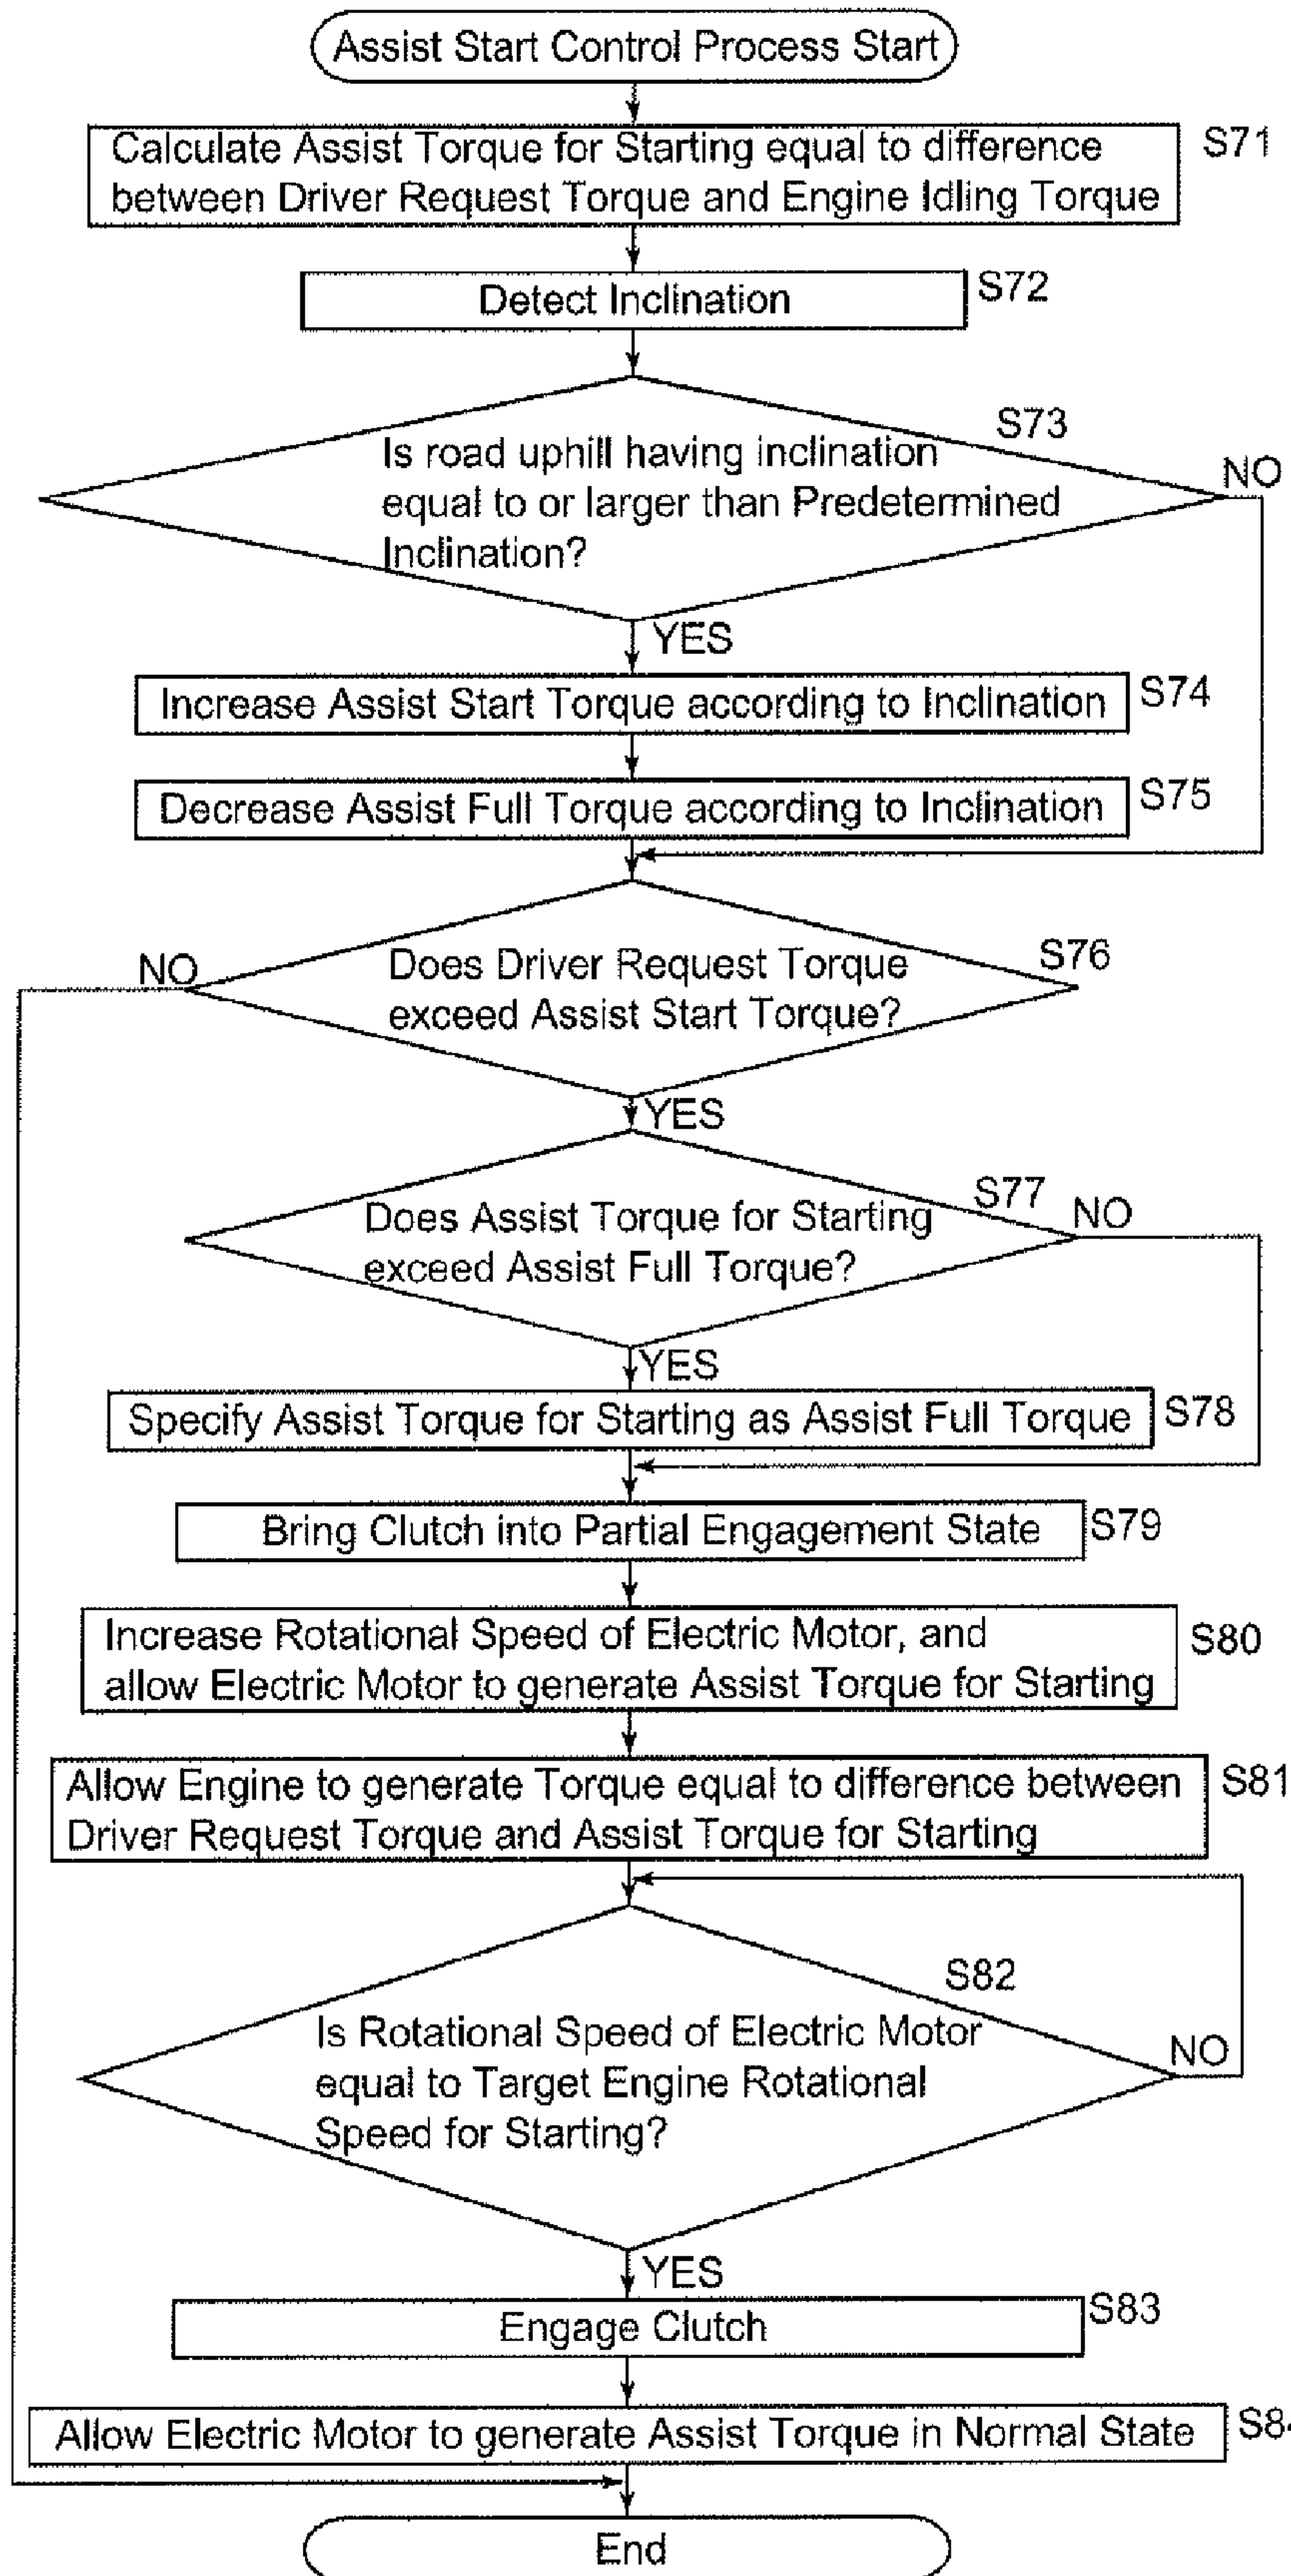 Assist Start Control Process Start
Calculate Assist Torque for Starting equal to difference
between Driver Request Torque and Engine Idling Torque
S71
Detect Inclination
S72
S73
Is road uphill having inclination
equal to or larger than Predetermined
Inclination?
NO
YES
Increase Assist Start Torque according to Inclination
S74
Decrease Assist Full Torque according to Inclination
S75
NO
Does Driver Request Torque
exceed Assist Start Torque?
S76
YES
S77
NO
Does Assist Torque for Starting
exceed Assist Full Torque?
YES
Specify Assist Torque for Starting as Assist Full Torque
S78
Bring Clutch into Partial Engagement State
S79
Increase Rotational Speed of Electric Motor, and
allow Electric Motor to generate Assist Torque for Starting
S80
Allow Engine to generate Torque equal to difference between
Driver Request Torque and Assist Torque for Starting
S81
S82
Is Rotational Speed of Electric Motor
equal to Target Engine Rotational
Speed for Starting?
NO
YES
Engage Clutch
S83
Allow Electric Motor to generate Assist Torque in Normal State
S84
End